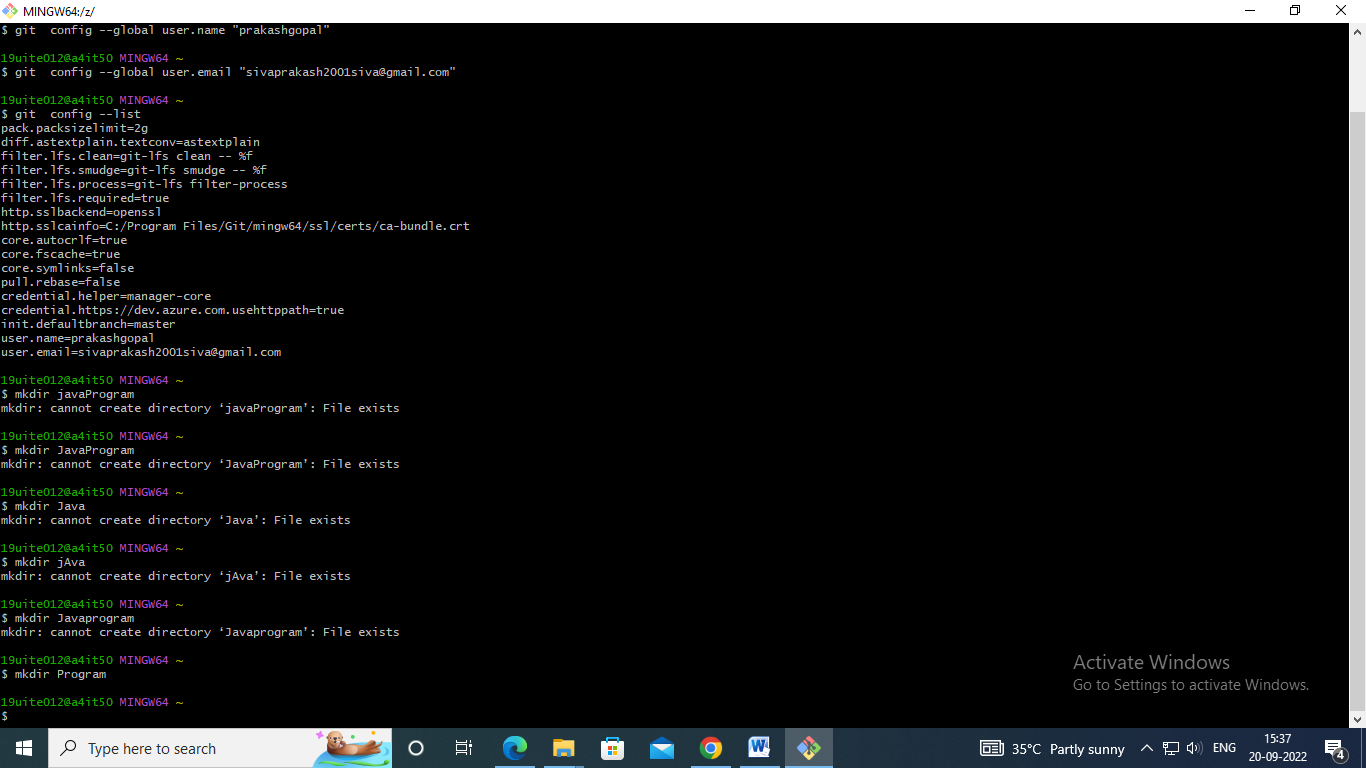 MINGW64:/z/
$ git  config --global user.name "prakashgopal"
19uite012@a4it50 MINGW64 ~
$ git  config --global user.email "sivaprakash2001siva@gmail.com"
19uite012@a4it50 MINGW64 ~
$ git  config --list
pack.packsizelimit=2g
diff.astextplain.textconv=astextplain
filter.lfs.clean=git-lfs clean -- %f
filter.lfs.smudge=git-lfs smudge -- %f
filter.lfs.process=git-lfs filter-process
filter.lfs.required=true
http.sslbackend=openssl
http.sslcainfo=C:/Program Files/Git/mingw64/ssl/certs/ca-bundle.crt
core.autocrlf=true
core.fscache=true
core.symlinks=false
pull.rebase=false
credential.helper=manager-core
credential.https://dev.azure.com.usehttppath=true
init.defaultbranch=master
user.name=prakashgopal
user.email=sivaprakash2001siva@gmail.com
19uite012@a4it50 MINGW64 ~
$ mkdir javaProgram
mkdir: cannot create directory ‘javaProgram’: File exists
19uite012@a4it50 MINGW64 ~
$ mkdir JavaProgram
mkdir: cannot create directory ‘JavaProgram’: File exists
19uite012@a4it50 MINGW64 ~
$ mkdir Java
mkdir: cannot create directory ‘Java’: File exists
19uite012@a4it50 MINGW64 ~
$ mkdir jAva
mkdir: cannot create directory ‘jAva’: File exists
19uite012@a4it50 MINGW64 ~
$ mkdir Javaprogram
mkdir: cannot create directory ‘Javaprogram’: File exists
19uite012@a4it50 MINGW64 ~
$ mkdir Program
19uite012@a4it50 MINGW64 ~
$
Activate Windows
Go to Settings to activate Windows.
Type here to search
35°C Partly sunny
ENG
15:37
20-09-2022
4